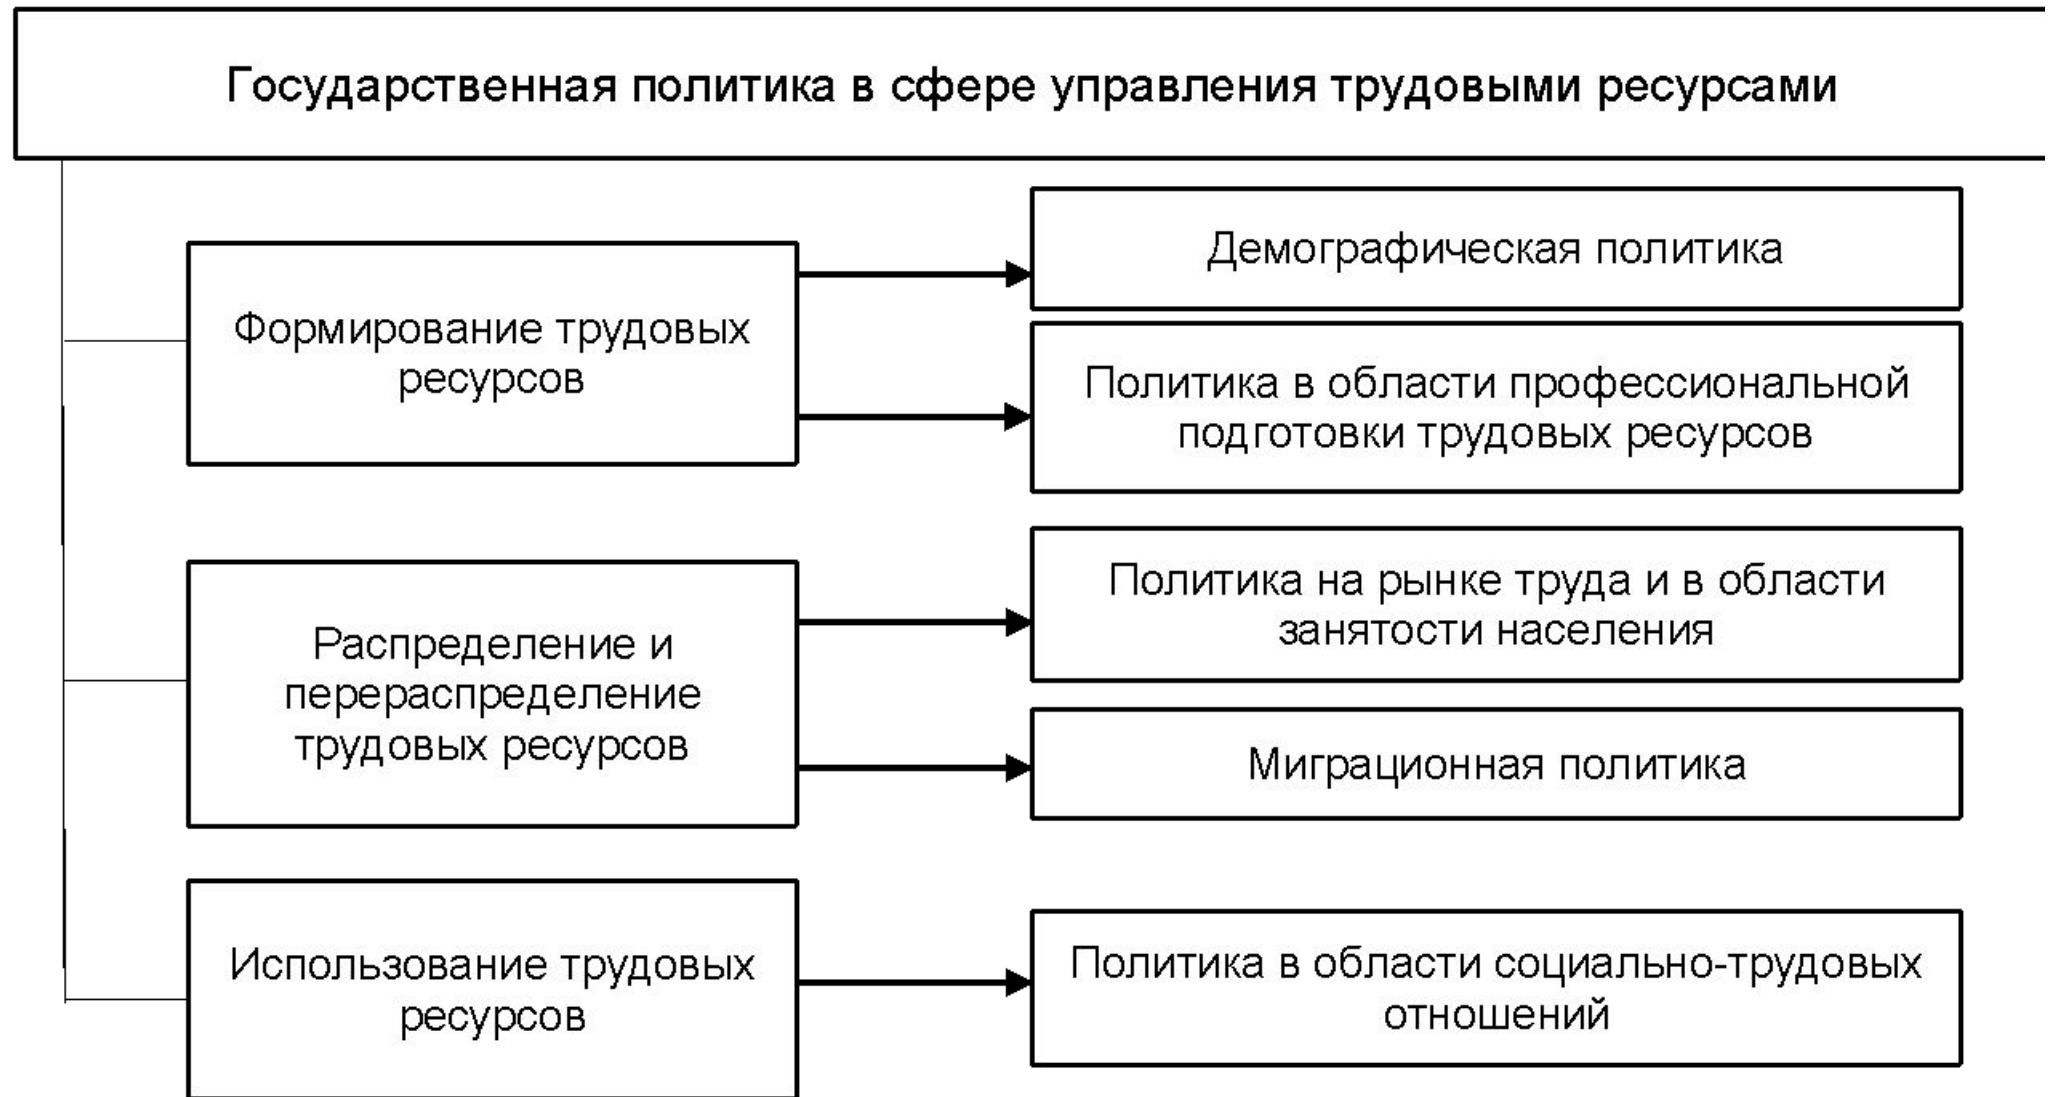 Государственная политика в сфере управления трудовыми ресурсами
Формирование трудовых
ресурсов
Демографическая политика
Политика в области профессиональной
подготовки трудовых ресурсов
Распределение и
перераспределение
трудовых ресурсов
Политика на рынке труда и в области
занятости населения
Миграционная политика
Использование трудовых
ресурсов
Политика в области социально-трудовых
отношений